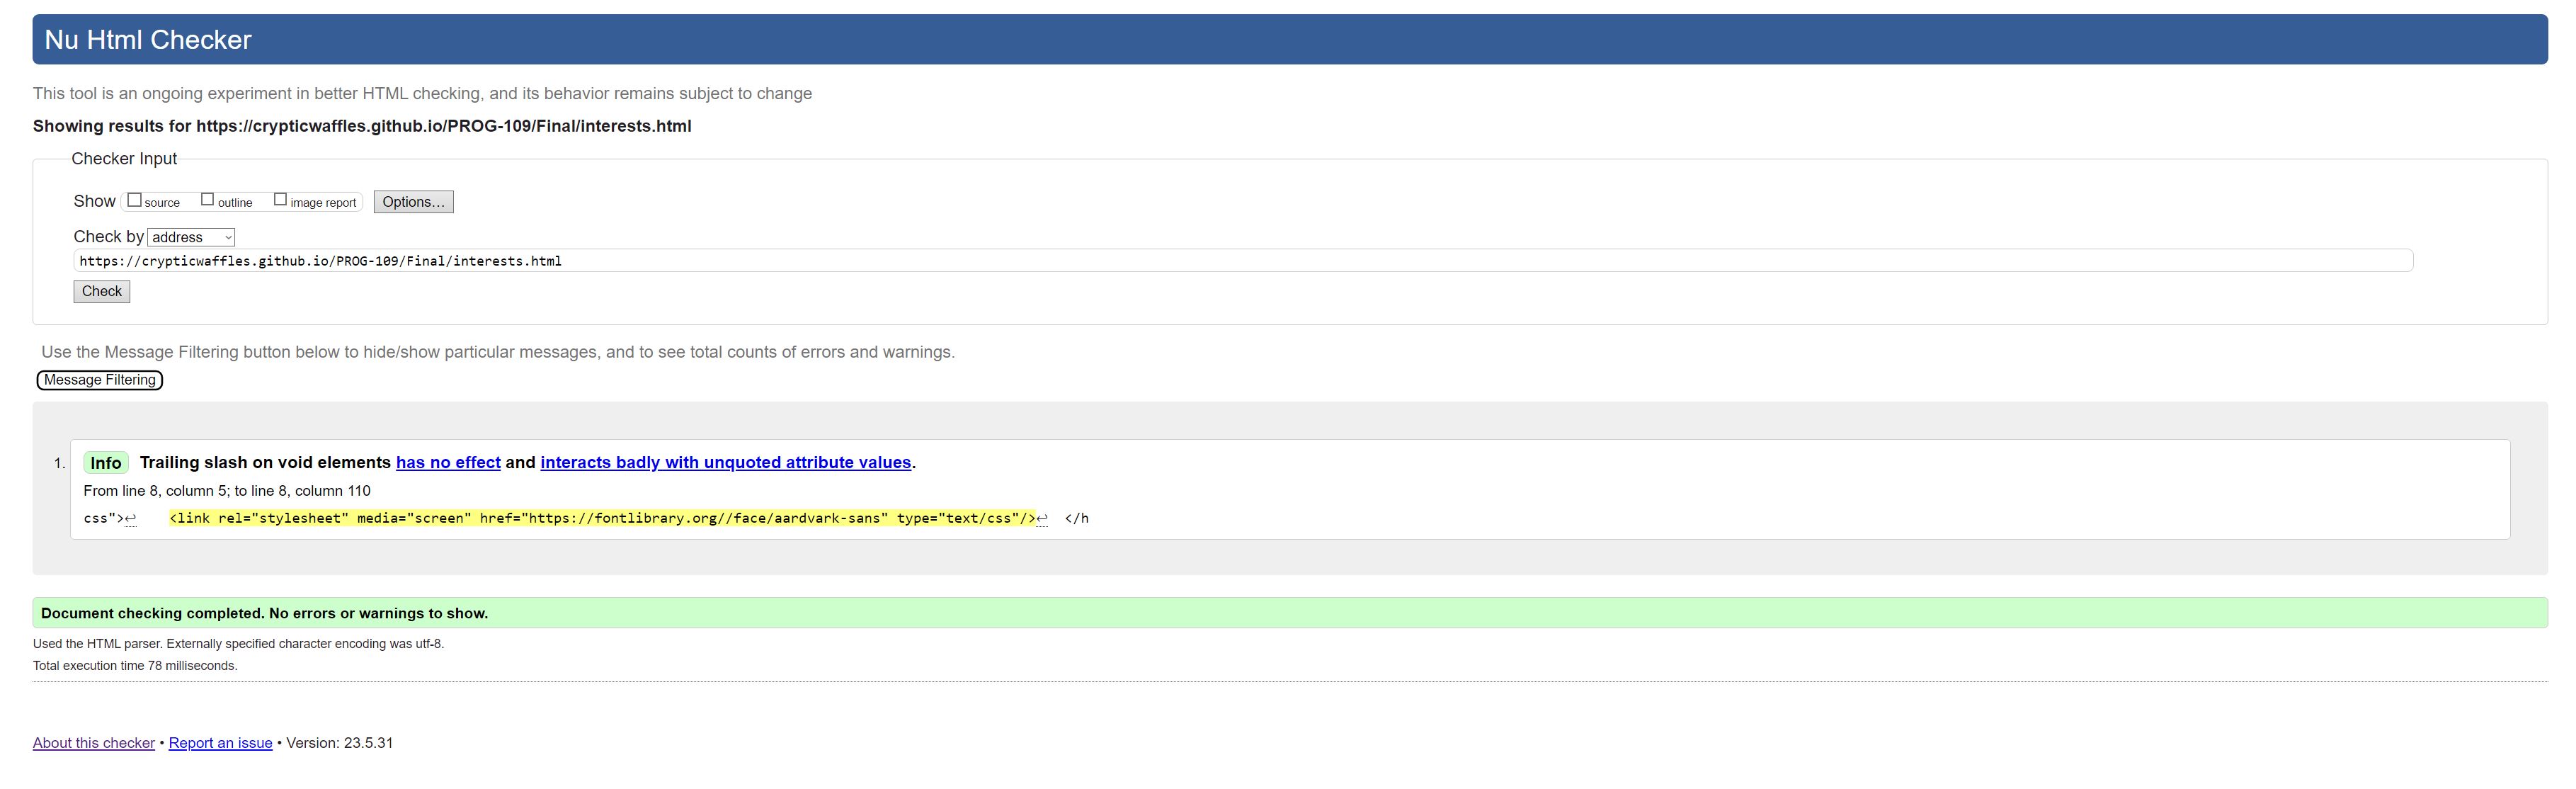 Nu Html Checker
This tool is an ongoing experiment in better HTML checking, and its behavior remains subject to change
Showing results for https://crypticwaffles.github.io/PROG-109/Final/interests.html
Checker Input
Show source outline image report Options…
Check by address
https://crypticwaffles.github.io/PROG-109/Final/interests.html
Check
Use the Message Filtering button below to hide/show particular messages, and to see total counts of errors and warnings.
Message Filtering
1. Info Trailing slash on void elements has no effect and interacts badly with unquoted attribute values.
From line 8, column 5; to line 8, column 110
css">↩ <link rel="stylesheet" media="screen" href="https://fontlibrary.org//face/aardvark-sans" type="text/css"/>↩ </h
Document checking completed. No errors or warnings to show.
Used the HTML parser. Externally specified character encoding was utf-8.
Total execution time 78 milliseconds.
About this checker • Report an issue • Version: 23.5.31